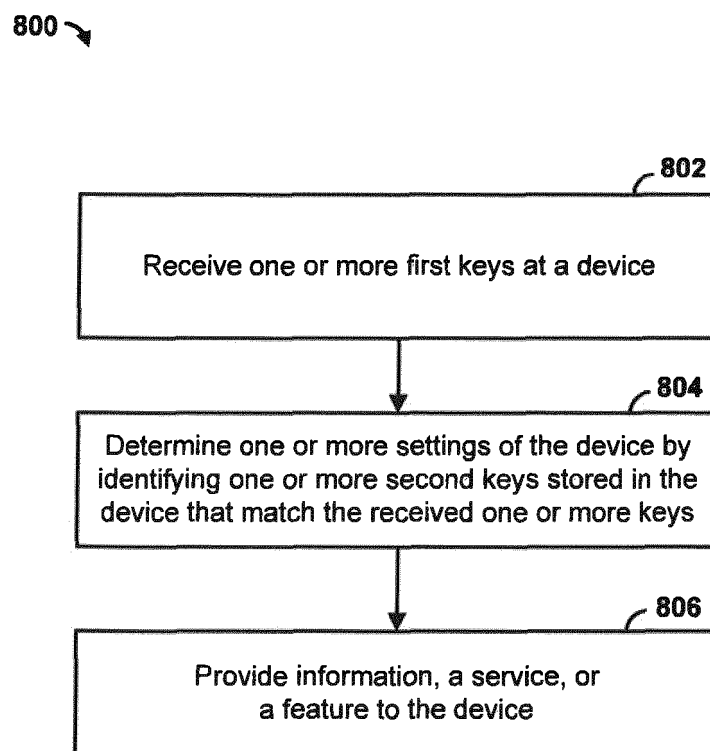 800
802
Receive one or more first keys at a device
804
Determine one or more settings of the device by
identifying one or more second keys stored in the
device that match the received one or more keys
806
Provide information, a service, or
a feature to the device